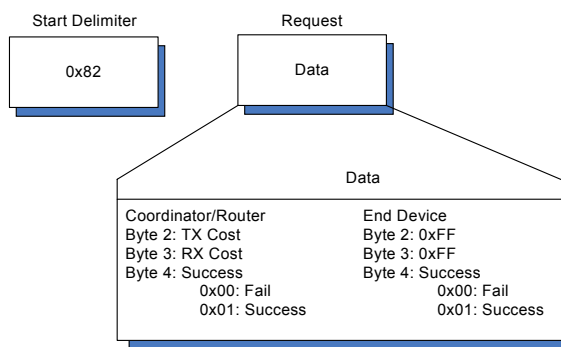 Start Delimiter
Request
0x82
Data
Data
Coordinator/Router
Byte 2: TX Cost
Byte 3: RX Cost
Byte 4: Success
0x00: Fail
0x01: Success
End Device
Byte 2: 0xFF
Byte 3: 0xFF
Byte 4: Success
0x00: Fail
0x01: Success